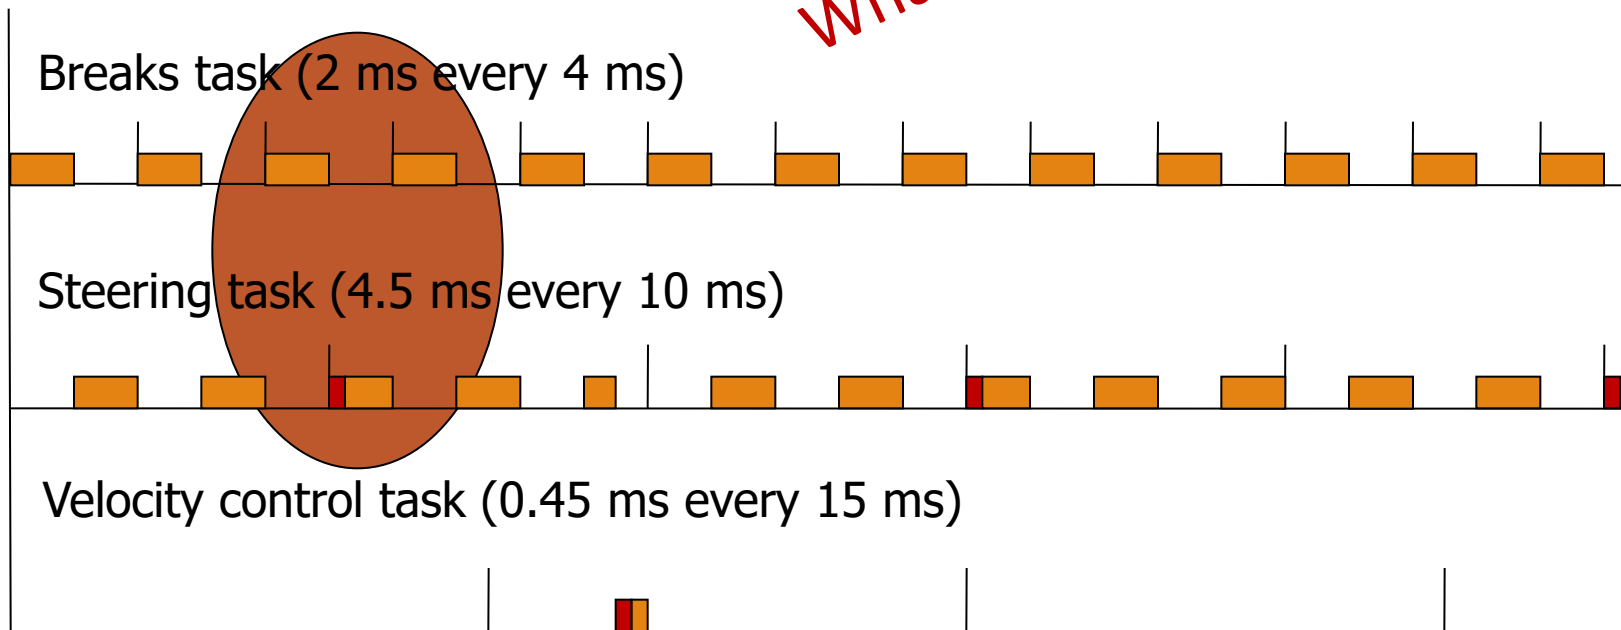 Breaks task (2 ms every 4 ms)
Steering task (4.5 ms every 10 ms)
Velocity control task (0.45 ms every 15 ms)